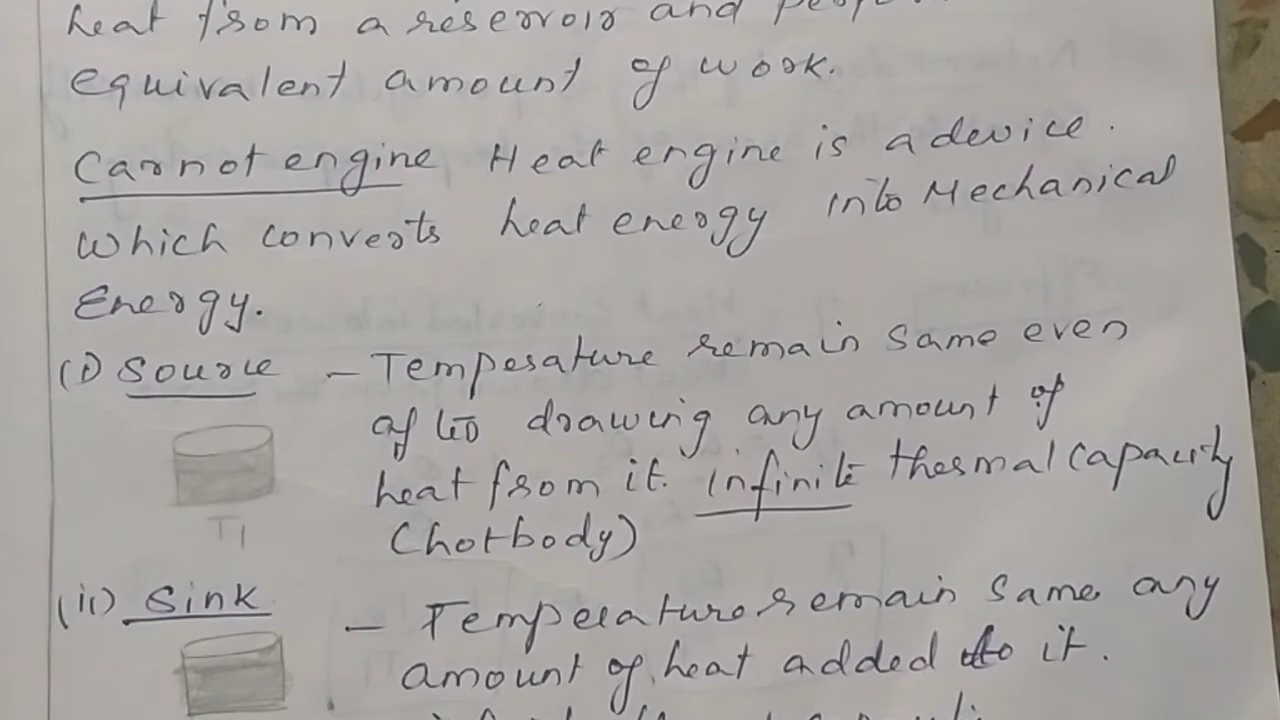 heat from a reservoir and
equivalent amount of work.
Carnot engine Heat engine is a device.
which converts heat energy into Mechanical
Energy.
(i) Source - Temperature remain same even
after drawing any amount of
heat from it. infinite thermal capacity
(hotbody)
T1
(ii) Sink - Temperature remain same any
amount of heat added to it.